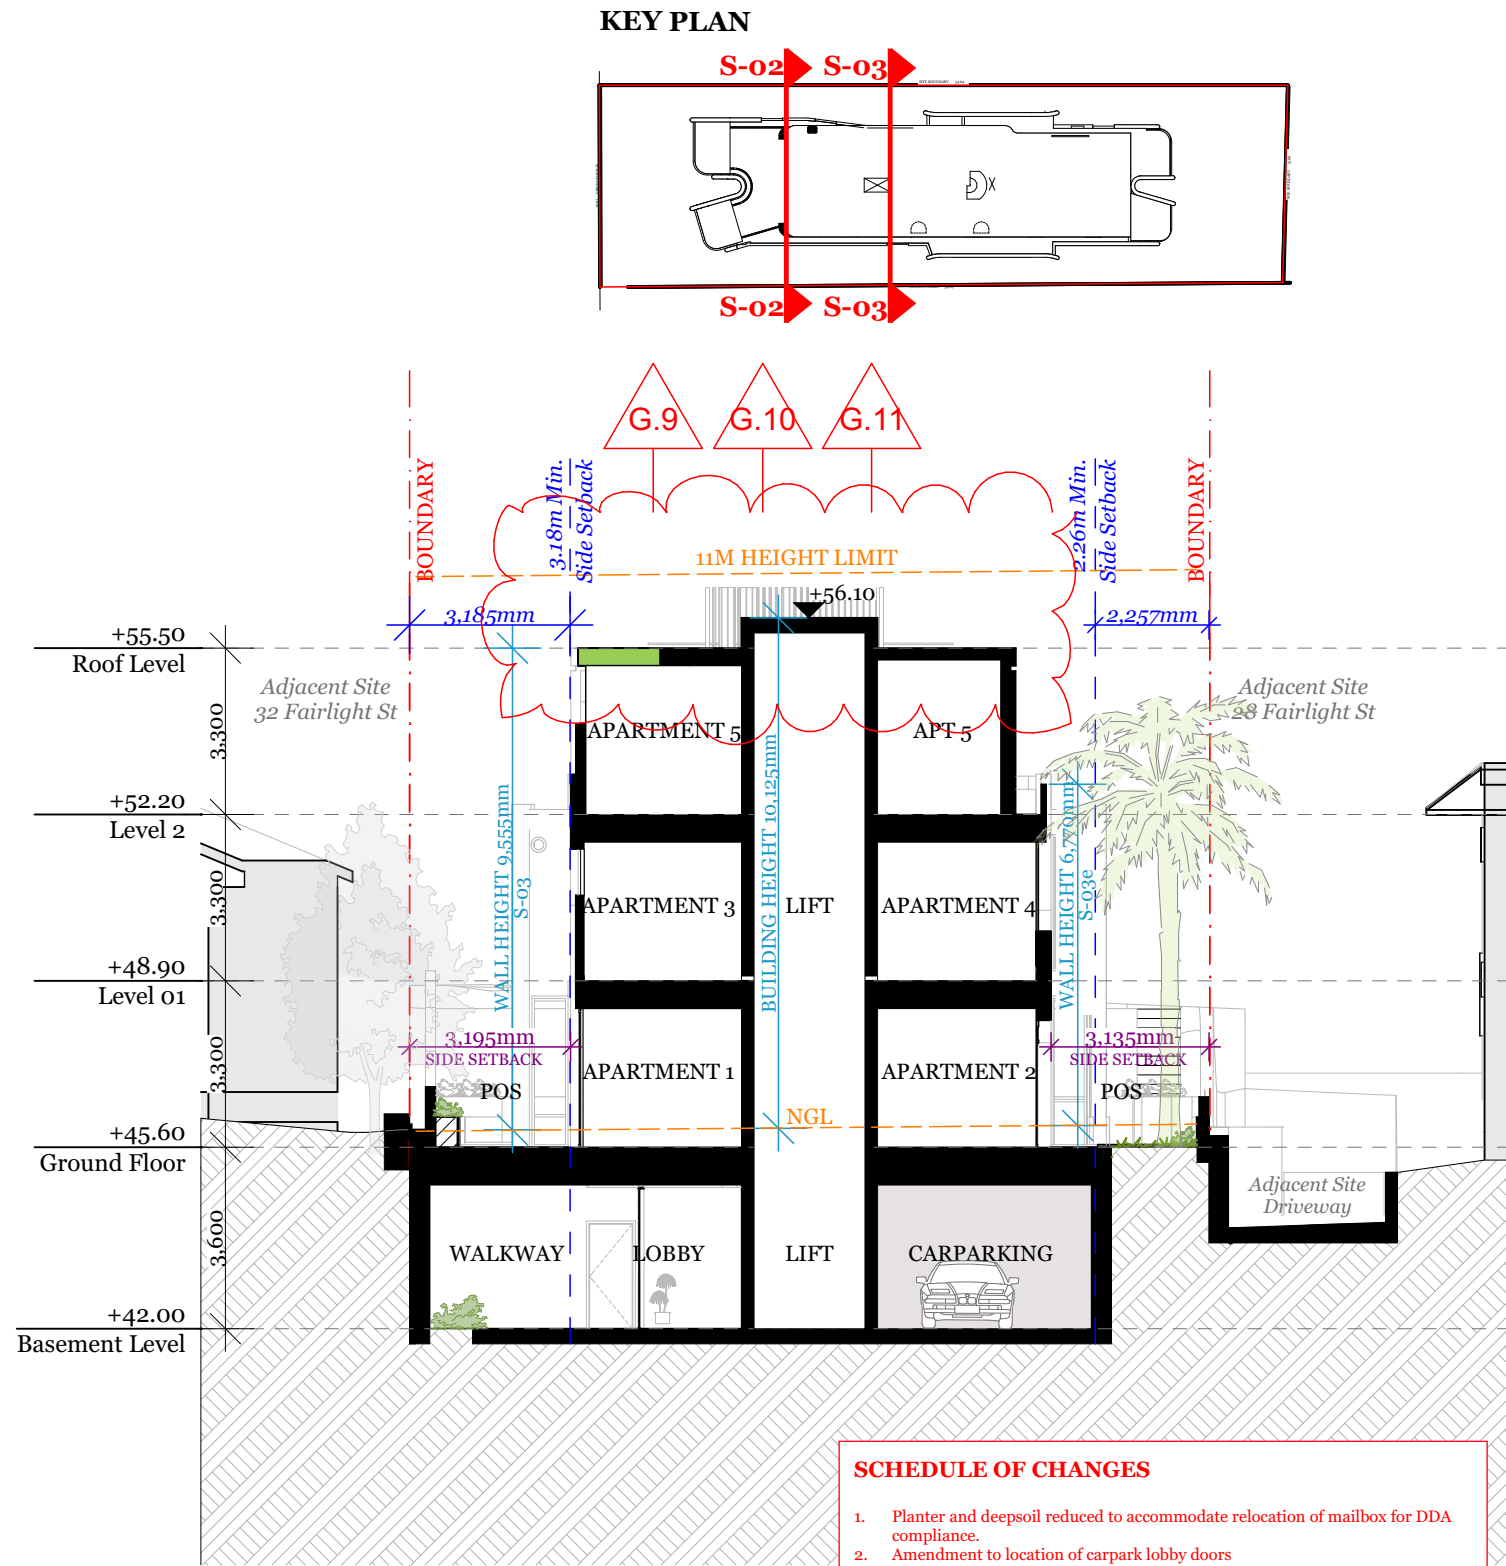 KEY PLAN
S-02 S-03
S-02 S-03
G.9 G.10 G.11
BOUNDARY
3.18m Min.
Side Setback
2.26m Min.
Side Setback
BOUNDARY
11M HEIGHT LIMIT
+56.10
3,185mm
2,257mm
+55.50
Roof Level
Adjacent Site
32 Fairlight St
Adjacent Site
28 Fairlight St
3,300
APARTMENT 5
APT 5
+52.20
Level 2
WALL HEIGHT 9,555mm
S-03
BUILDING HEIGHT 10,125mm
WALL HEIGHT 6,770mm
S-03e
3,300
APARTMENT 3
LIFT
APARTMENT 4
+48.90
Level 01
3,300
3,195mm
SIDE SETBACK
3,135mm
SIDE SETBACK
POS
APARTMENT 1
APARTMENT 2
POS
NGL
+45.60
Ground Floor
Adjacent Site
Driveway
3,600
WALKWAY
LOBBY
LIFT
CARPARKING
+42.00
Basement Level
SCHEDULE OF CHANGES
1. Planter and deepsoil reduced to accommodate relocation of mailbox for DDA
compliance.
2. Amendment to location of carpark lobby doors